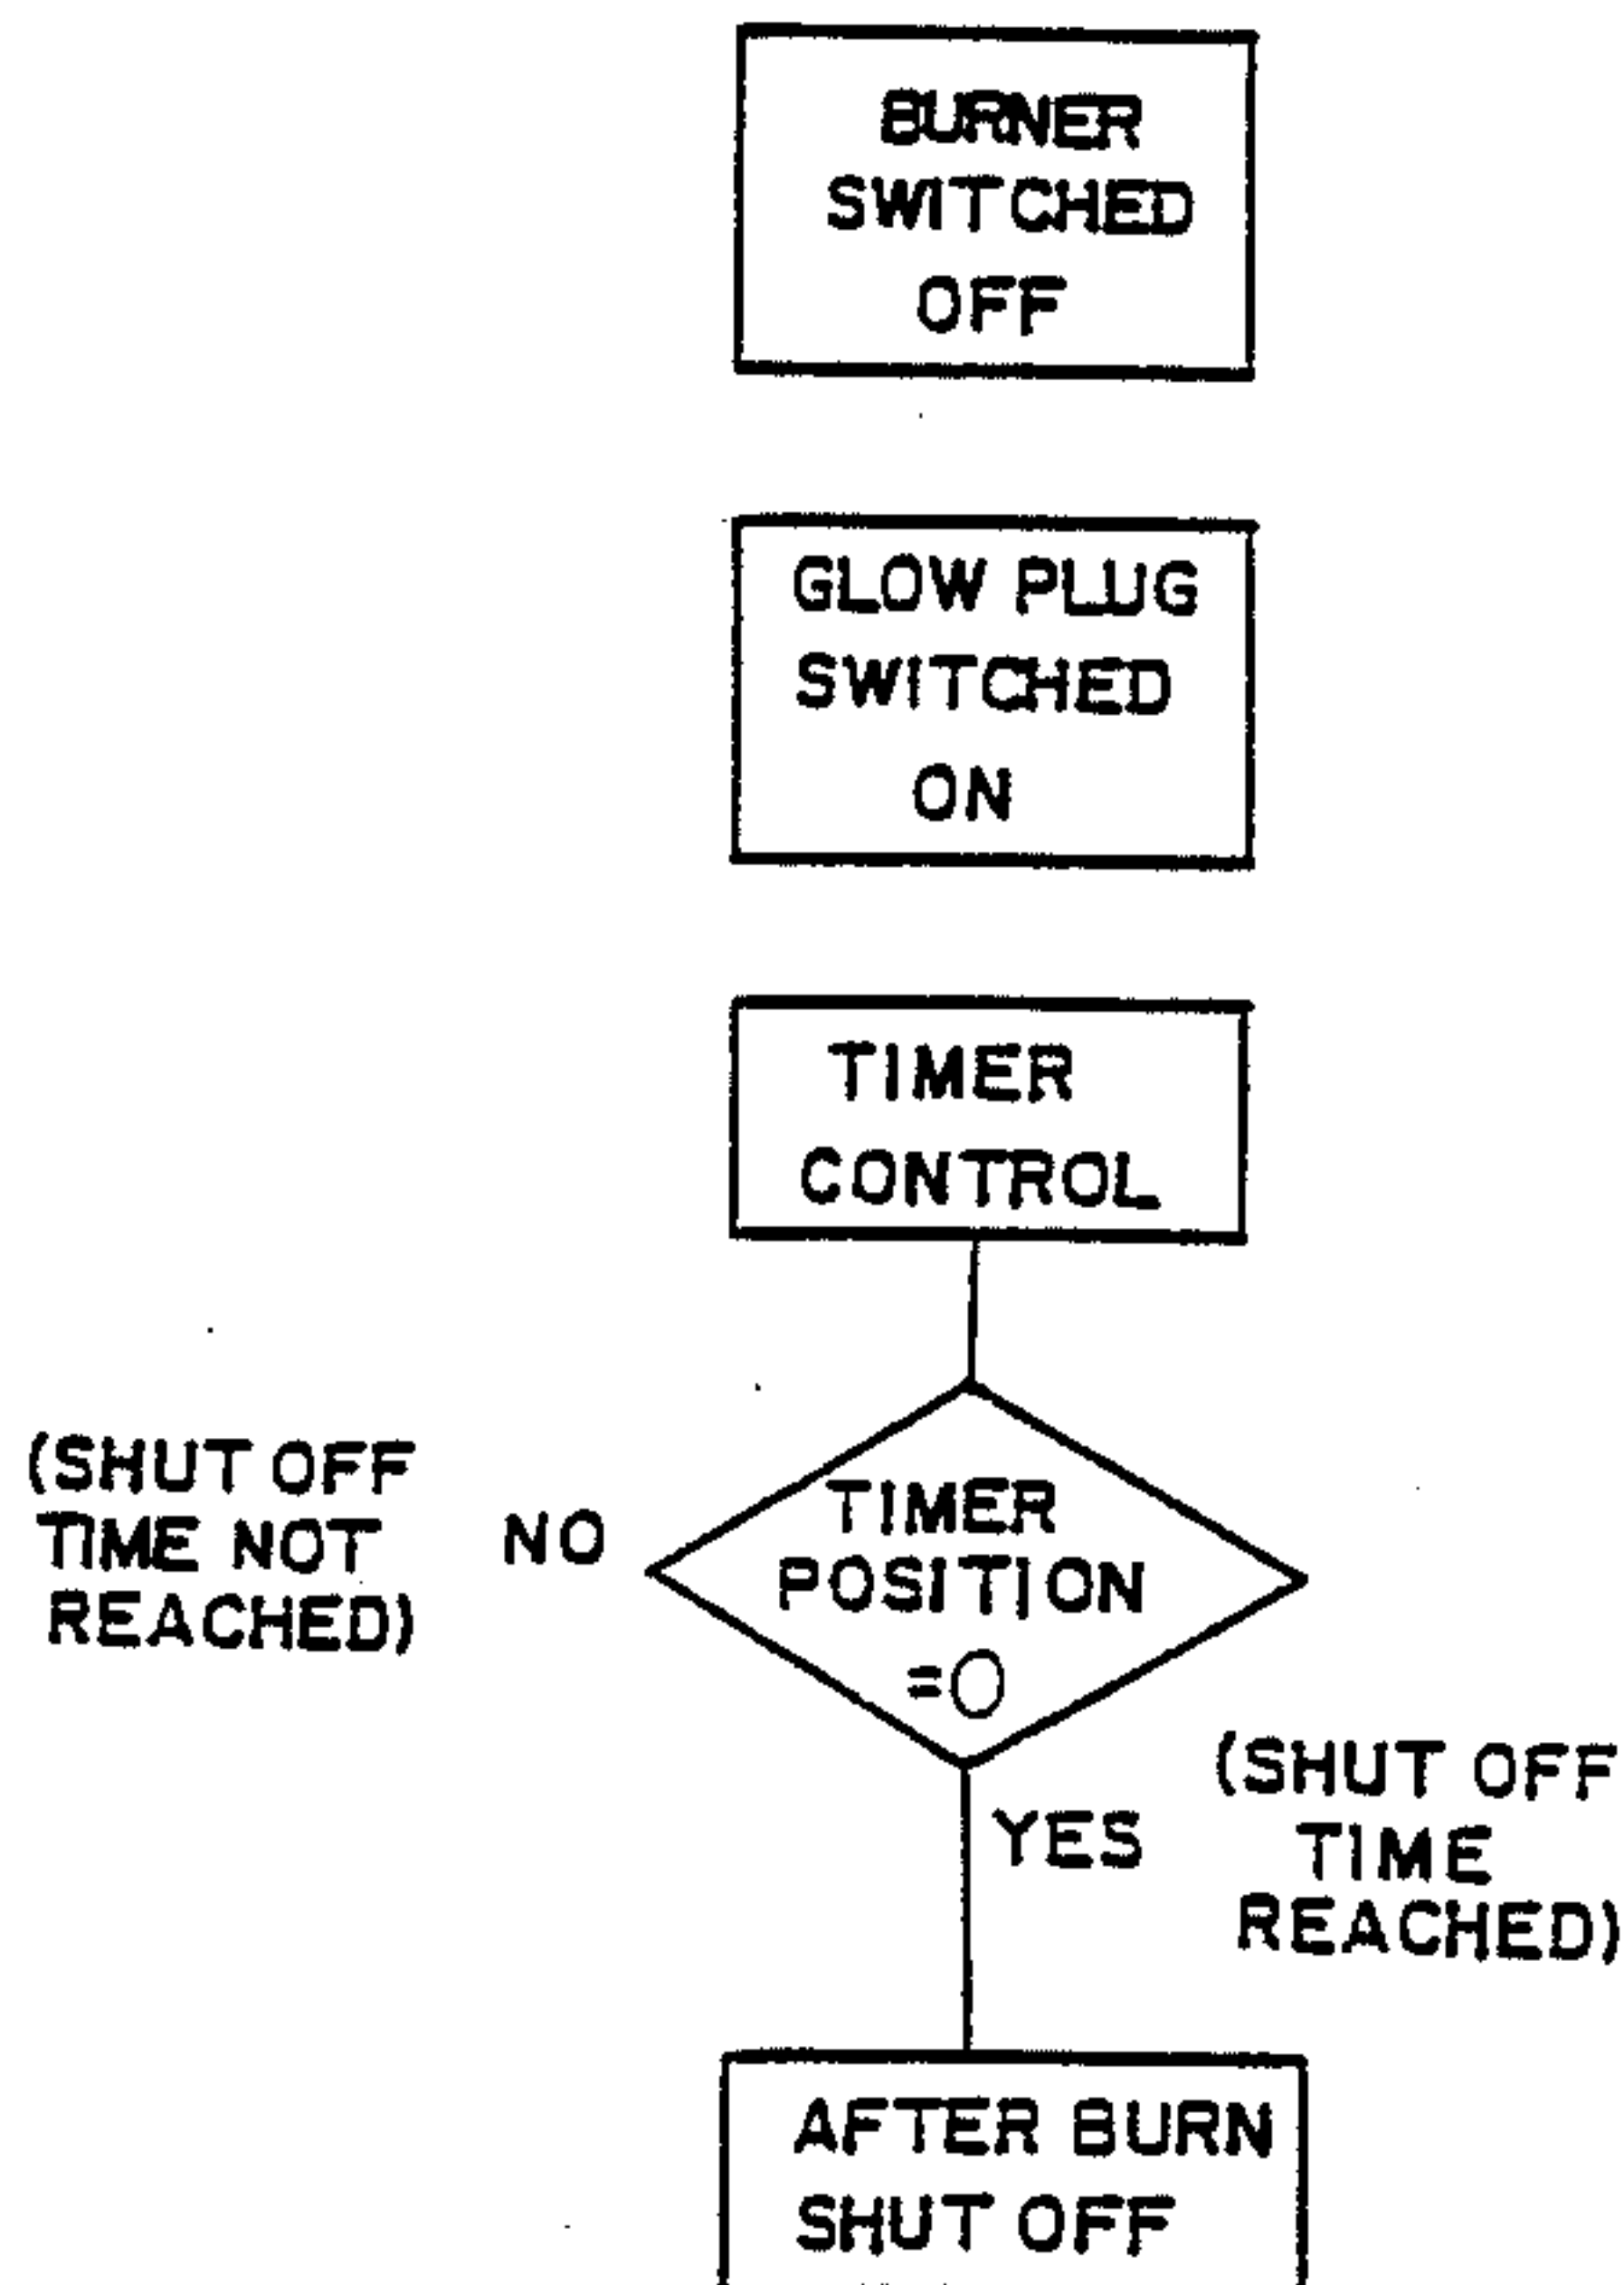 BURNER
SWITCHED
OFF
GLOW PLUG
SWITCHED
ON
TIMER
CONTROL
(SHUT OFF
TIME NOT
REACHED)
NO
TIMER
POSITION
=0
YES
(SHUT OFF
TIME
REACHED)
AFTER BURN
SHUT OFF